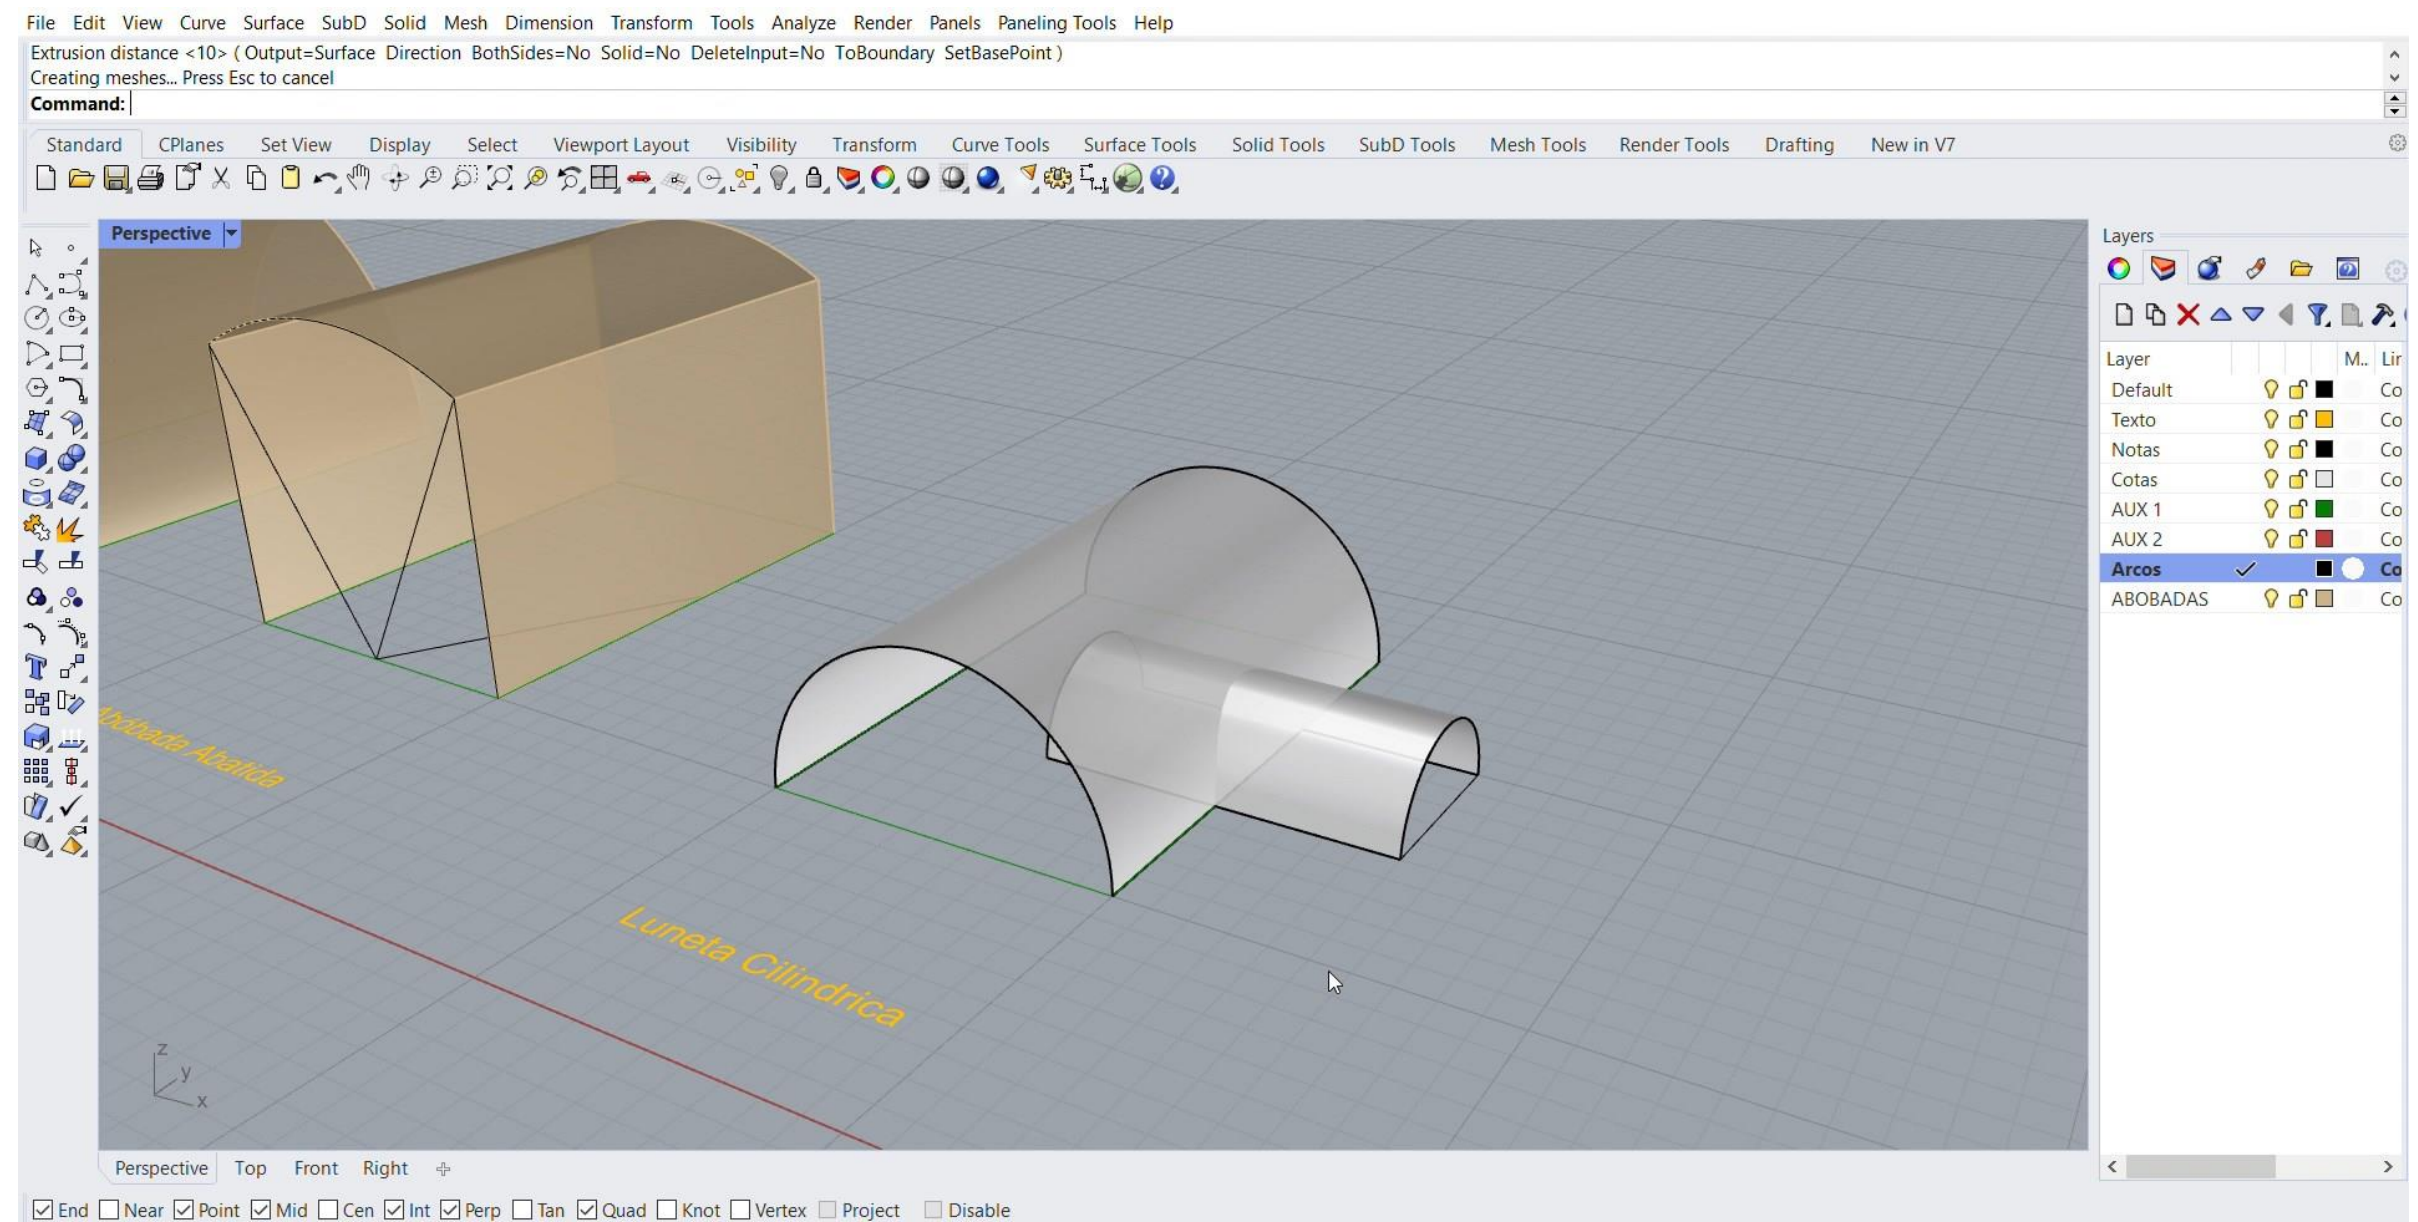 File Edit View Curve Surface SubD Solid Mesh Dimension Transform Tools Analyze Render Panels Paneling Tools Help
Extrusion distance <10> ( Output=Surface Direction BothSides=No Solid=No DeleteInput=No ToBoundary SetBasePoint )
Creating meshes... Press Esc to cancel
Command:
Standard CPlanes Set View Display Select Viewport Layout Visibility Transform Curve Tools Surface Tools Solid Tools SubD Tools Mesh Tools Render Tools Drafting New in V7
Perspective
Layers
Layer M.. Lir
Default Co
Texto Co
Notas Co
Cotas Co
AUX 1 Co
AUX 2 Co
Arcos Co
ABOBADAS Co
Abóbada Abatida
Luneta Cilindrica
z
y
x
Perspective Top Front Right
End Near Point Mid Cen Int Perp Tan Quad Knot Vertex Project Disable